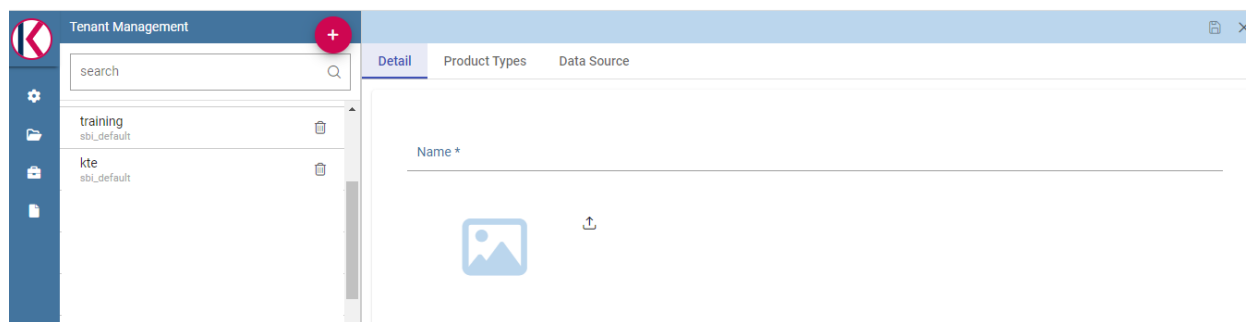 Tenant Management
+
search
Detail Product Types Data Source
training
sbi_default
kte
sbi_default
Name *